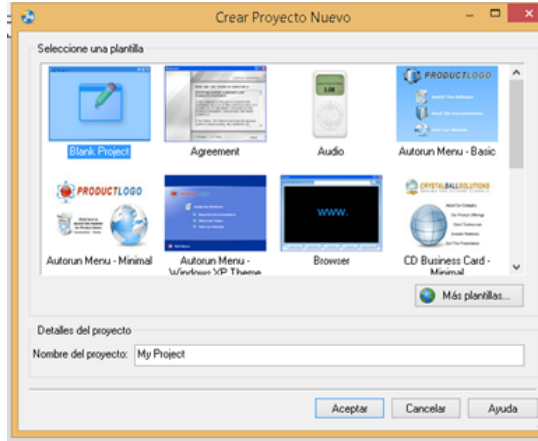 Crear Proyecto Nuevo
Seleccione una plantilla
Blank Project
Agreement
Audio
PRODUCTLOGO
Autorun Menu - Basic
PRODUCTLOGO
Autorun Menu - Minimal
Autorun Menu -
Windows XP Theme
www.
Browser
CRYSTALBALLSOLUTIONS
CD Business Card -
Minimal
Más plantillas...
Detalles del proyecto
Nombre del proyecto: My Project
Aceptar Cancelar Ayuda